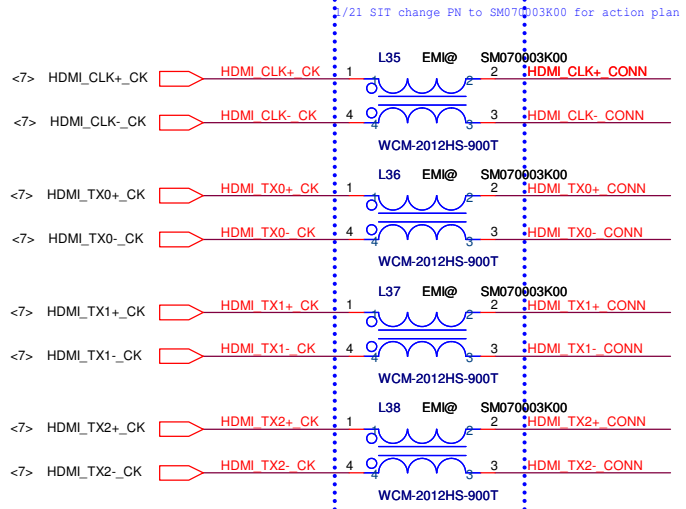 1/21 SIT change PN to SM070003K00 for action plan
L35 EMI@ SM070003K00
<7> HDMI_CLK+_CK HDMI_CLK+_CK 1 1 2 2 HDMI_CLK+_CONN
<7> HDMI_CLK-_CK HDMI_CLK-_CK 4 4 3 3 HDMI_CLK-_CONN
WCM-2012HS-900T
L36 EMI@ SM070003K00
<7> HDMI_TX0+_CK HDMI_TX0+_CK 1 1 2 2 HDMI_TX0+_CONN
<7> HDMI_TX0-_CK HDMI_TX0-_CK 4 4 3 3 HDMI_TX0-_CONN
WCM-2012HS-900T
L37 EMI@ SM070003K00
<7> HDMI_TX1+_CK HDMI_TX1+_CK 1 1 2 2 HDMI_TX1+_CONN
<7> HDMI_TX1-_CK HDMI_TX1-_CK 4 4 3 3 HDMI_TX1-_CONN
WCM-2012HS-900T
L38 EMI@ SM070003K00
<7> HDMI_TX2+_CK HDMI_TX2+_CK 1 1 2 2 HDMI_TX2+_CONN
<7> HDMI_TX2-_CK HDMI_TX2-_CK 4 4 3 3 HDMI_TX2-_CONN
WCM-2012HS-900T